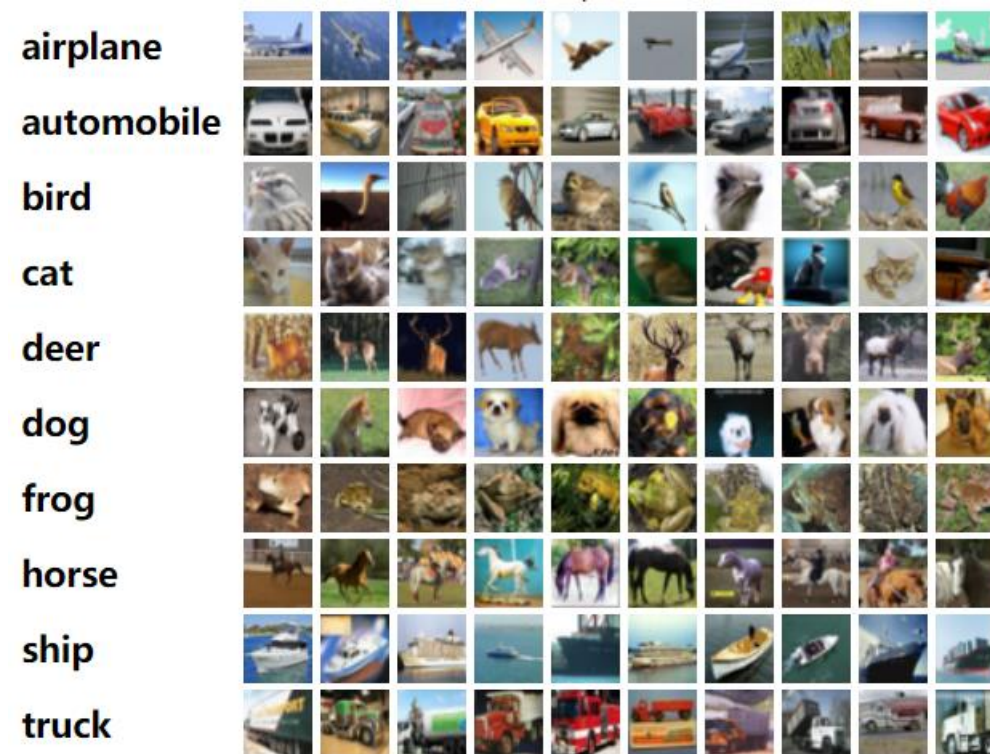 airplane
automobile
bird
cat
deer
dog
frog
horse
ship
truck